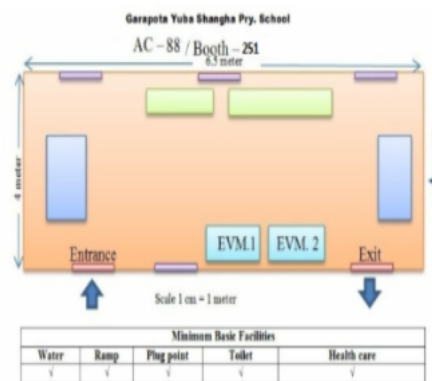 Garapota Yuba Shangha Pry. School
AC – 88 / Booth – 251
6.5 meter
4 meter
EVM.1 EVM. 2
Entrance Exit
Scale 1 cm = 1 meter
Minimum Basic Facilities
Water Ramp Plug point Toilet Health care
√ √ √ √ √